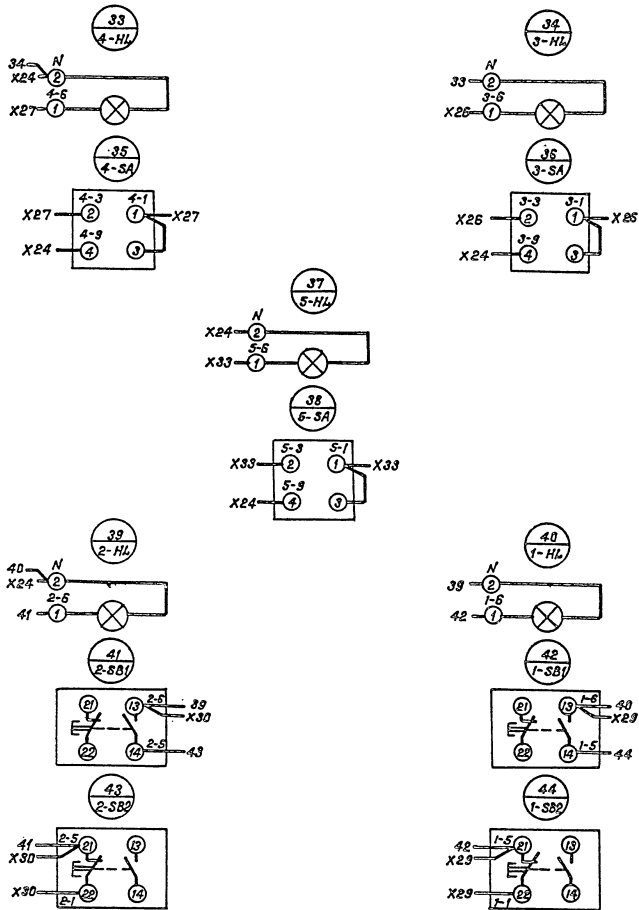 33
4-HL
34
X24
N
2
4-6
X27
1
34
3-HL
N
33
2
3-6
X26
1
35
4-SA
4-3
4-1
X27
2
1
X27
4-9
X24
4
3
36
3-SA
3-3
3-1
X26
2
1
X26
3-9
X24
4
3
37
5-HL
N
X24
2
5-6
X33
1
38
5-SA
5-3
5-1
X33
2
1
X33
5-9
X24
4
3
39
2-HL
40
X24
N
2
2-6
41
1
40
1-HL
N
39
2
1-6
42
1
41
2-SB1
21
13
2-6
39
X30
22
14
2-5
43
42
1-SB1
21
13
1-6
40
X29
22
14
1-5
44
43
2-SB2
41
X30
2-5
21
13
X30
22
14
2-1
44
1-SB2
42
X29
1-5
21
13
X29
22
14
1-1